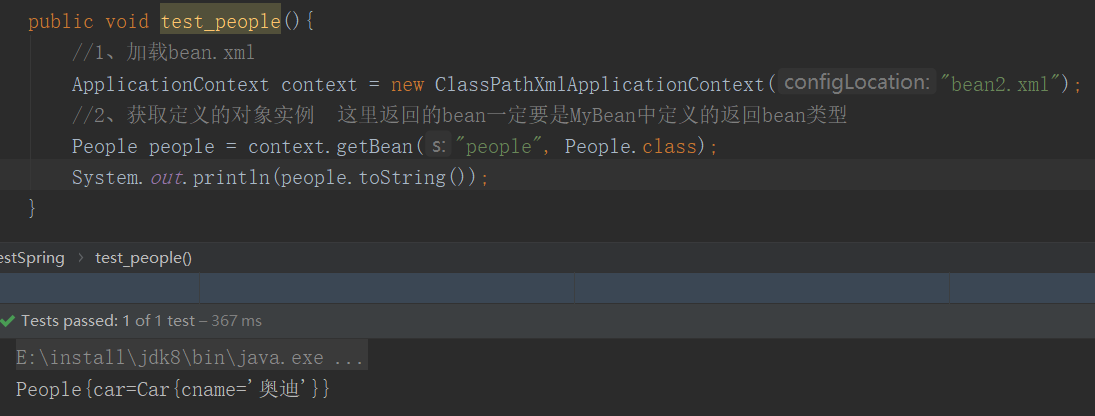 public void test_people(){
//1、加载bean.xml
ApplicationContext context = new ClassPathXmlApplicationContext( configLocation: "bean2.xml");
//2、获取定义的对象实例  这里返回的bean一定要是MyBean中定义的返回bean类型
People people = context.getBean( s: "people", People.class);
System.out.println(people.toString());
}
estSpring › test_people()
Tests passed: 1 of 1 test – 367 ms
E:\install\jdk8\bin\java.exe ...
People{car=Car{cname='奥迪'}}